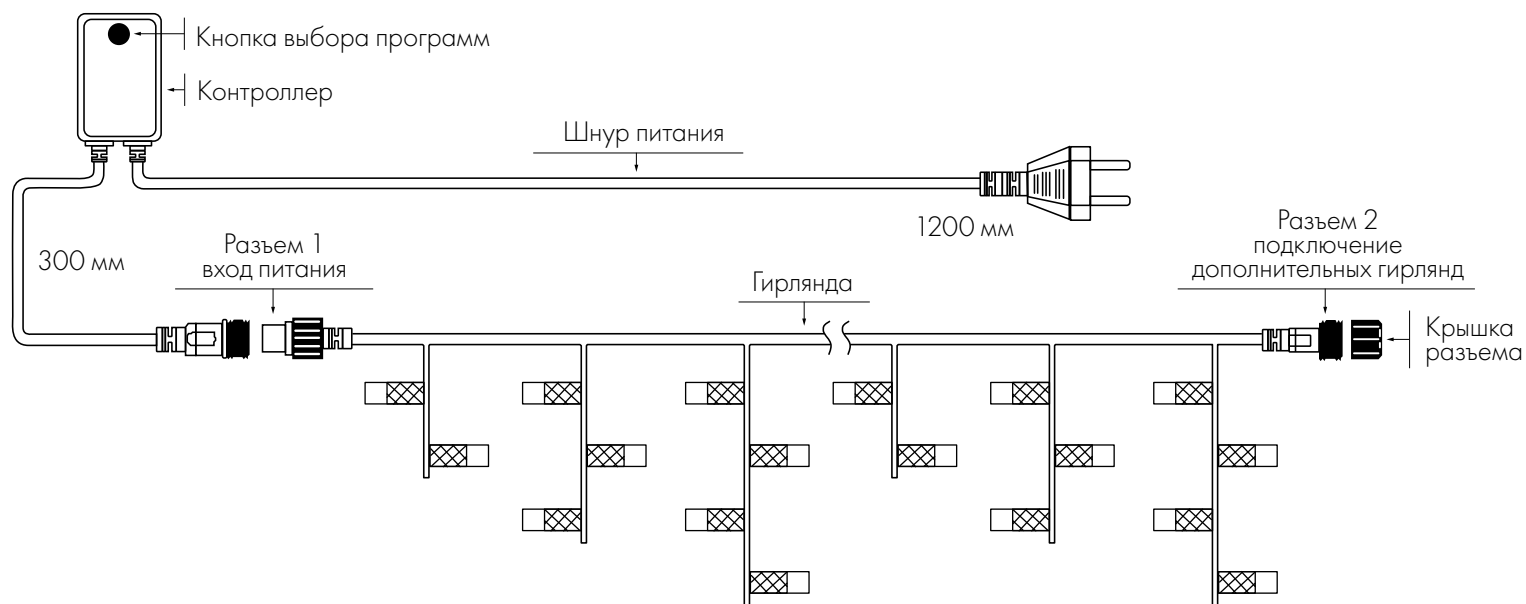 Кнопка выбора программ
Контроллер
Шнур питания
1200 мм
300 мм
Разъем 1
вход питания
Гирлянда
Разъем 2
подключение
дополнительных гирлянд
Крышка
разъема